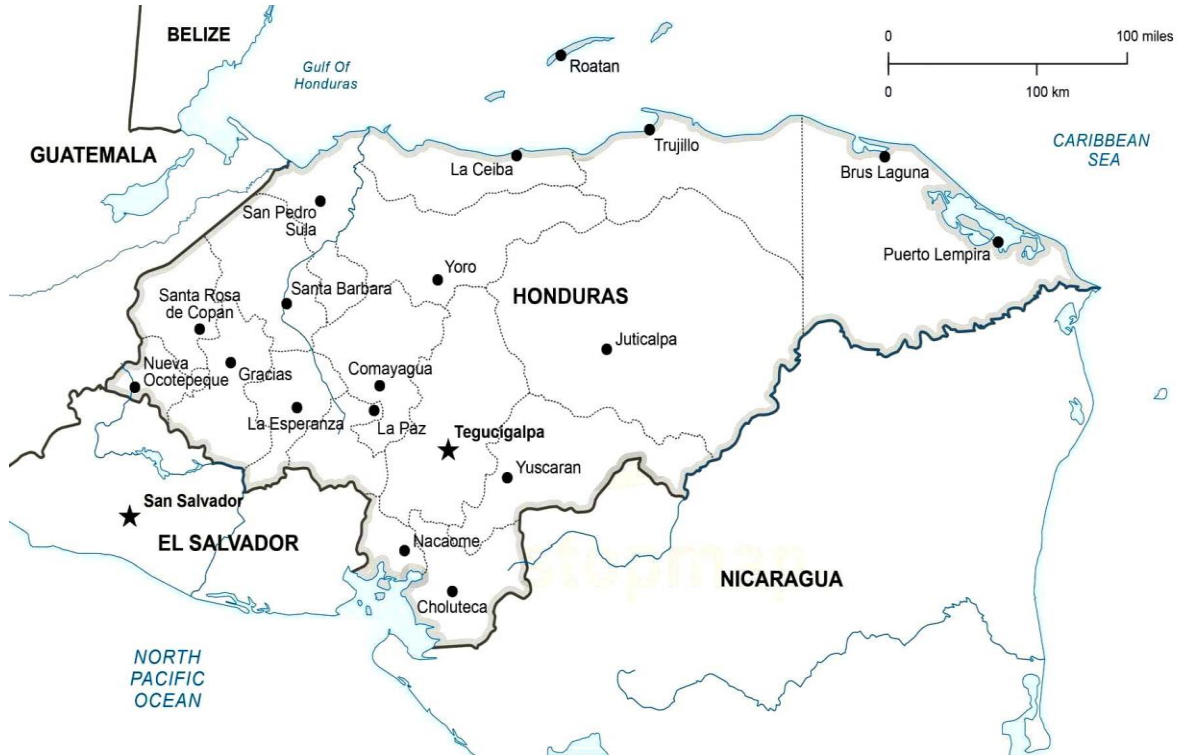 BELIZE
Gulf Of
Honduras
Roatan
0
100 miles
0
100 km
GUATEMALA
Trujillo
La Ceiba
CARIBBEAN
SEA
Brus Laguna
San Pedro
Sula
Puerto Lempira
Yoro
Santa Barbara
HONDURAS
Santa Rosa
de Copán
Juticalpa
Nueva
Ocotepeque
Gracias
Comayagua
La Esperanza
La Paz
Tegucigalpa
Yuscaran
San Salvador
EL SALVADOR
Nacaome
NICARAGUA
Choluteca
NORTH
PACIFIC
OCEAN